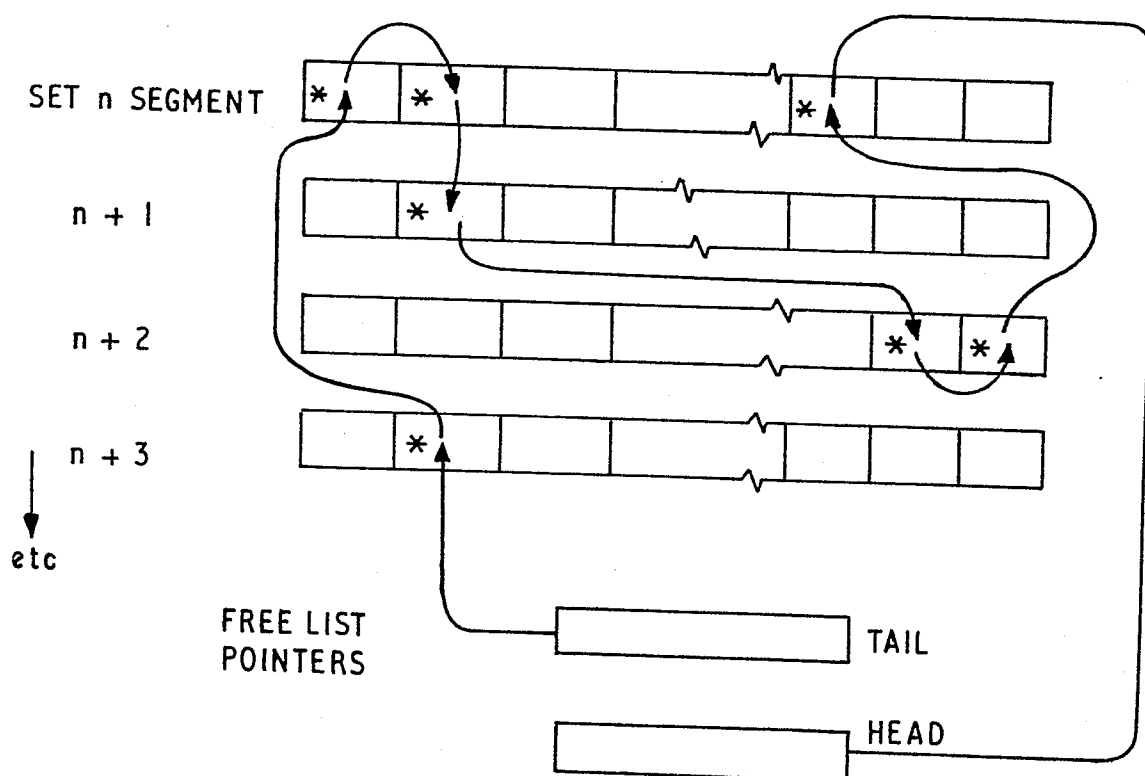 * * *
SET n SEGMENT
*
n + 1
* *
n + 2
*
n + 3
etc
FREE LIST
POINTERS
TAIL
HEAD